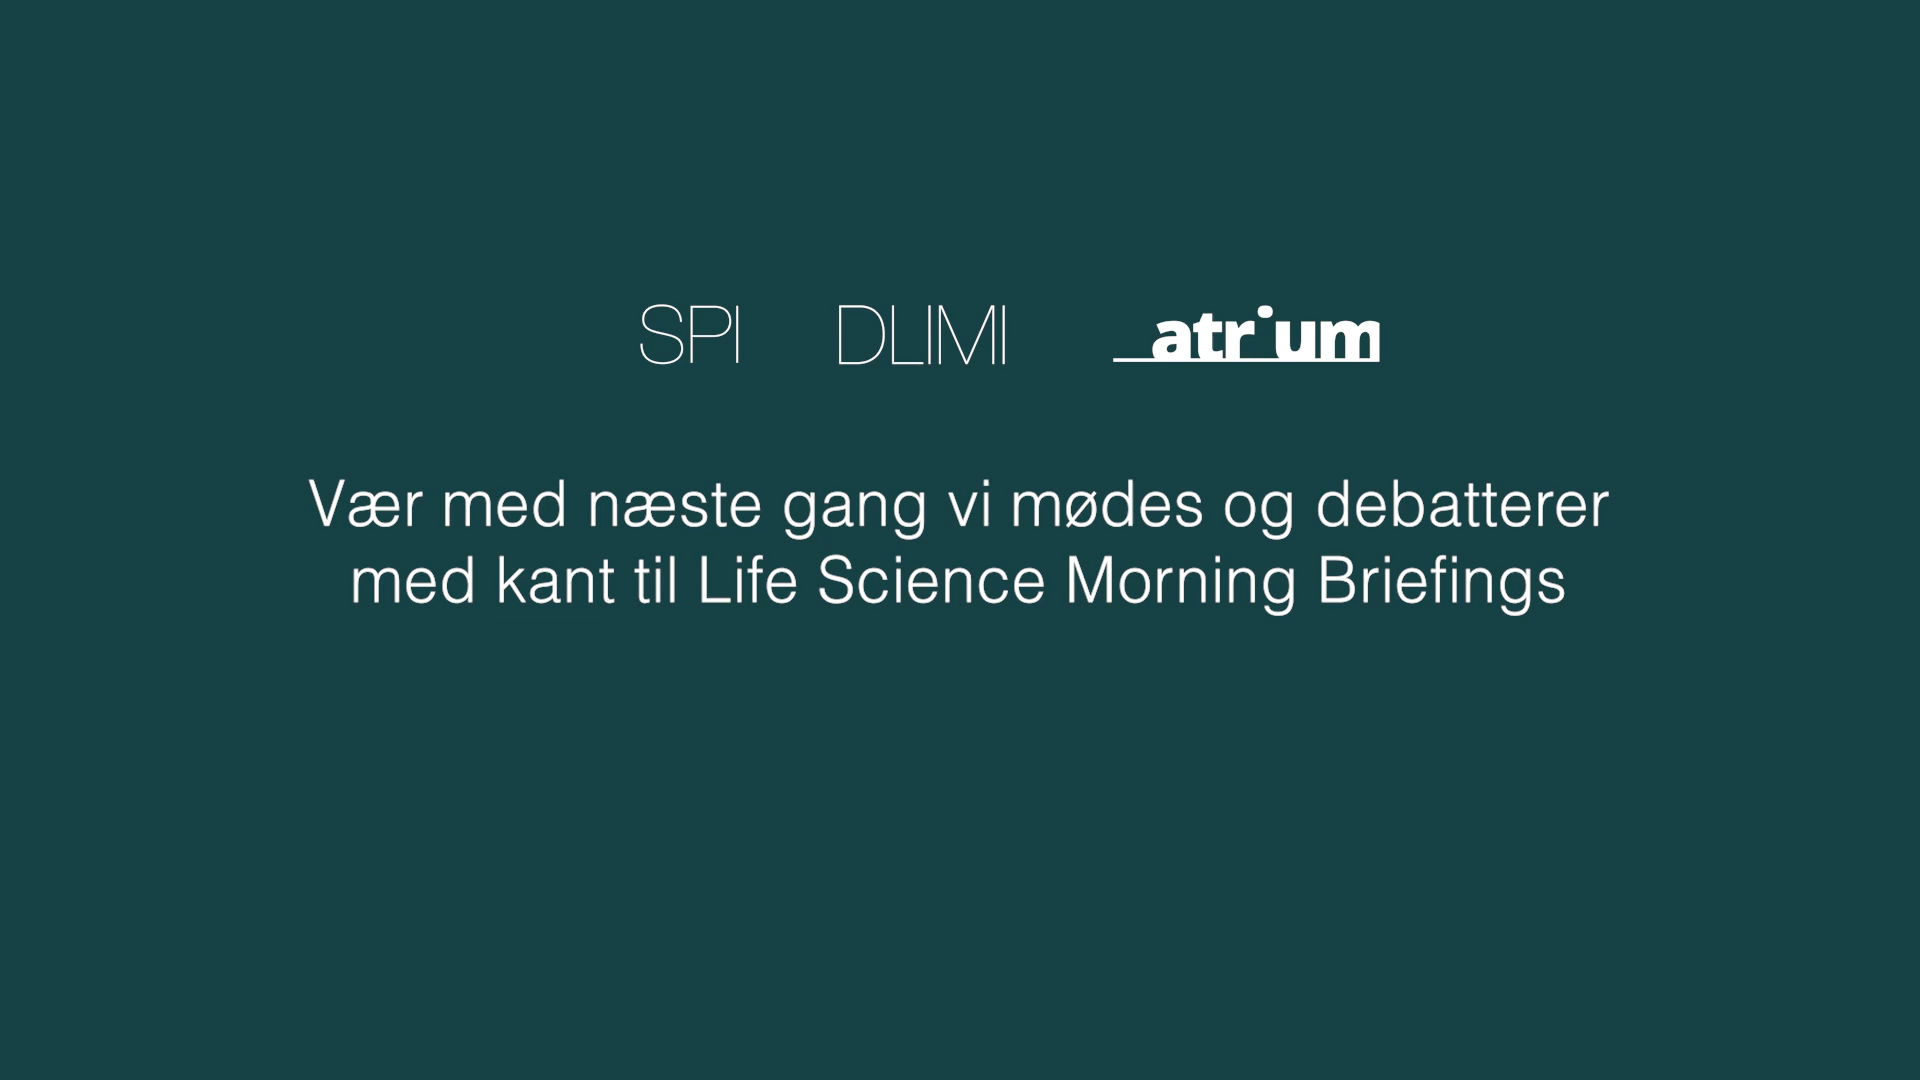 SPI DLIMI atrium
Vær med næste gang vi mødes og debatterer
med kant til Life Science Morning Briefings